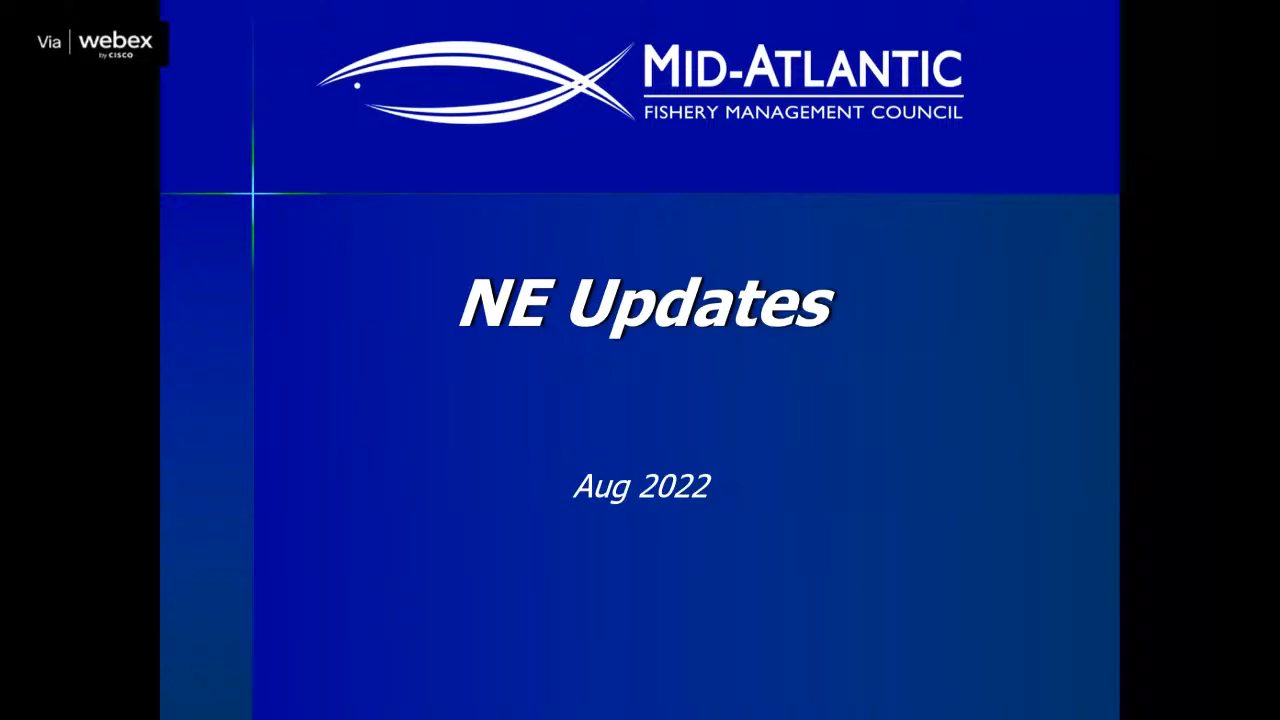 Via webex
by CISCO
MID-ATLANTIC
FISHERY MANAGEMENT COUNCIL
NE Updates
Aug 2022